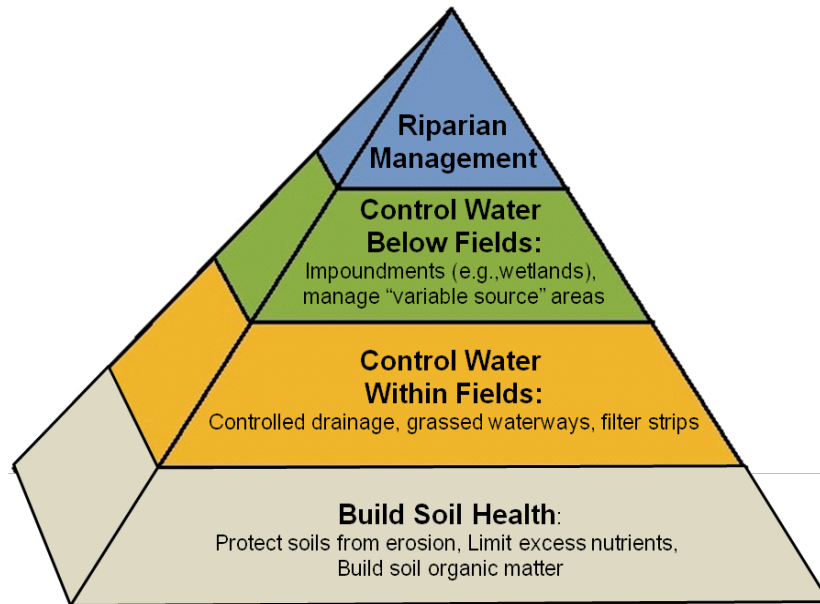 Riparian
Management
Control Water
Below Fields:
Impoundments (e.g.,wetlands),
manage “variable source” areas
Control Water
Within Fields:
Controlled drainage, grassed waterways, filter strips
Build Soil Health:
Protect soils from erosion, Limit excess nutrients,
Build soil organic matter